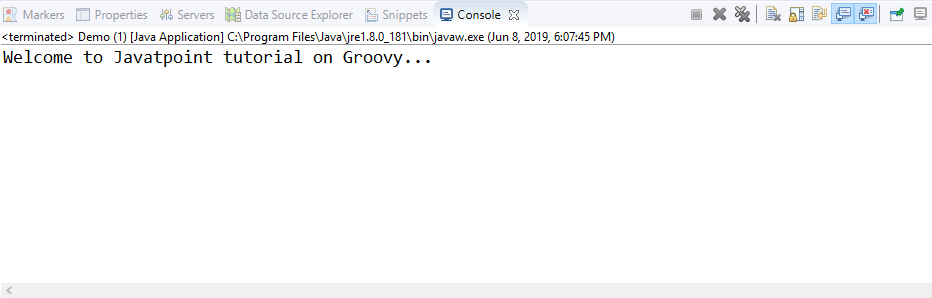 Markers Properties Servers Data Source Explorer Snippets Console
<terminated> Demo (1) [Java Application] C:\Program Files\Java\jre1.8.0_181\bin\javaw.exe (Jun 8, 2019, 6:07:45 PM)
Welcome to Javatpoint tutorial on Groovy...